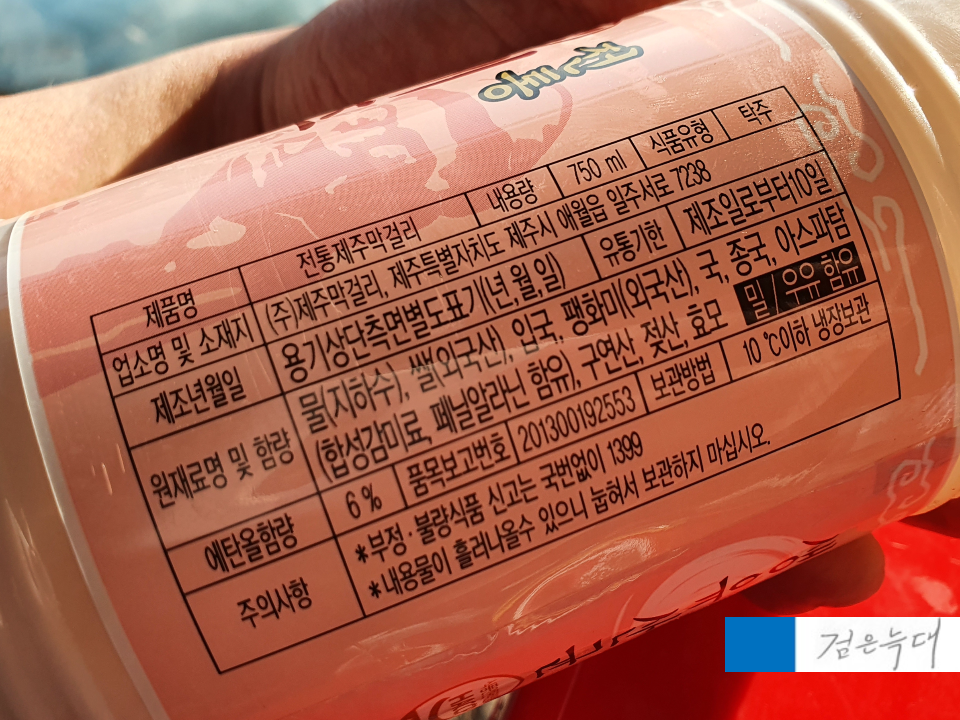 제품명 전통제주막걸리 내용량 750 ml 식품유형 탁주
업소명 및 소재지 (주)제주막걸리, 제주특별자치도 제주시 애월읍 일주서로 7238
제조년월일 용기상단측면별도표기(년,월,일) 유통기한 제조일로부터10일
원재료명 및 함량 물(지하수), 쌀(외국산), 입국, 팽화미(외국산), 국, 종국, 아스파탐
(합성감미료, 페닐알라닌 함유), 구연산, 젖산, 효모 밀/우유 함유
에탄올함량 6 % 품목보고번호 201300192553 보관방법 10 ℃이하 냉장보관
주의사항 *부정·불량식품 신고는 국번없이 1399
*내용물이 흘러나올수 있으니 눕혀서 보관하지 마십시오.
검은늑대